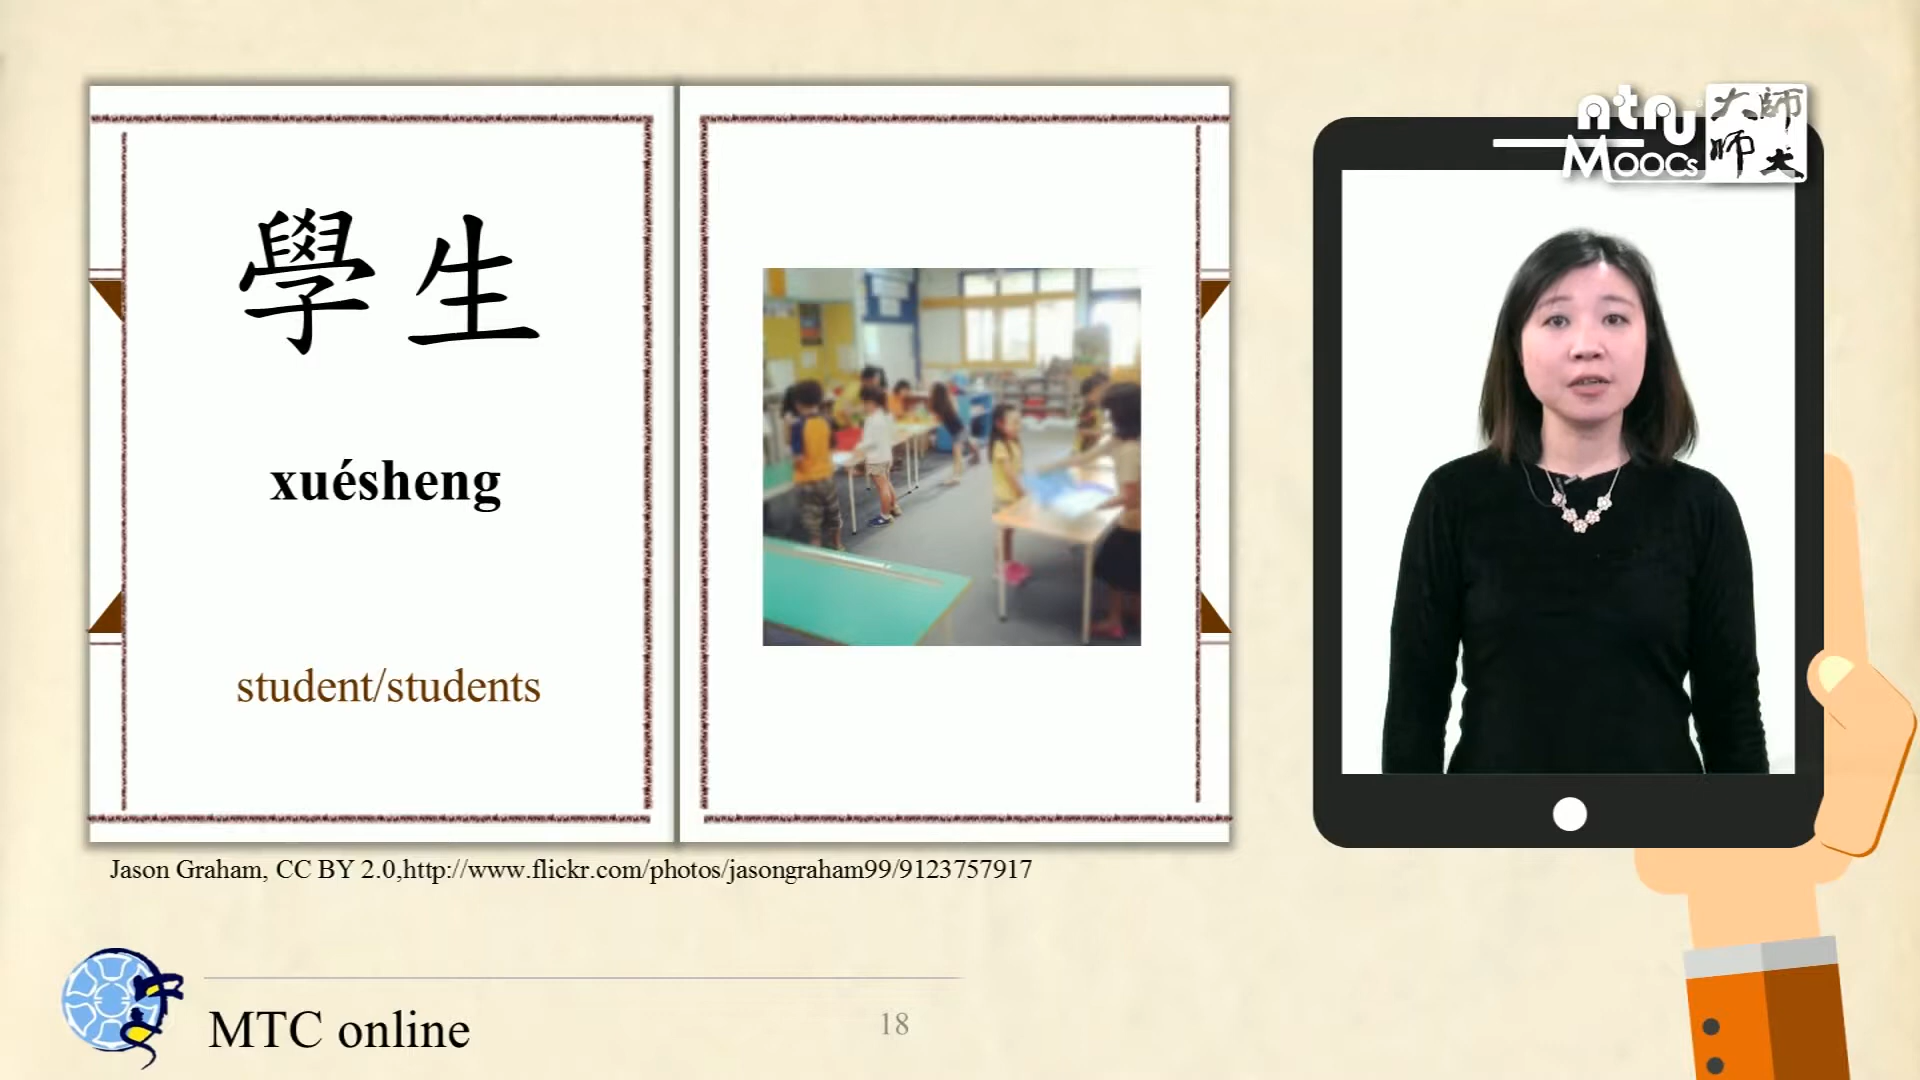 學生
xuésheng
student/students
ntnu
Moocs
大師
師大
Jason Graham, CC BY 2.0,http://www.flickr.com/photos/jasongraham99/9123757917
MTC online
18